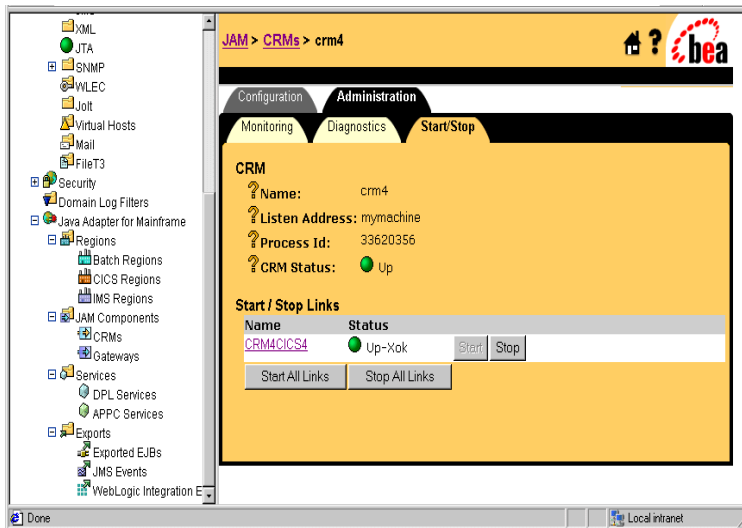 XML
JTA
SNMP
WLEC
Jolt
Virtual Hosts
Mail
FileT3
Security
Domain Log Filters
Java Adapter for Mainframe
Regions
Batch Regions
CICS Regions
IMS Regions
JAM Components
CRMs
Gateways
Services
DPL Services
APPC Services
Exports
Exported EJBs
JMS Events
WebLogic Integration E
JAM > CRMs > crm4
?
bea
Configuration Administration
Monitoring Diagnostics Start/Stop
CRM
? Name: crm4
? Listen Address: mymachine
? Process Id: 33620356
? CRM Status: Up
Start / Stop Links
Name Status
CRM4CICS4 Up-Xok Start Stop
Start All Links Stop All Links
Done Local intranet